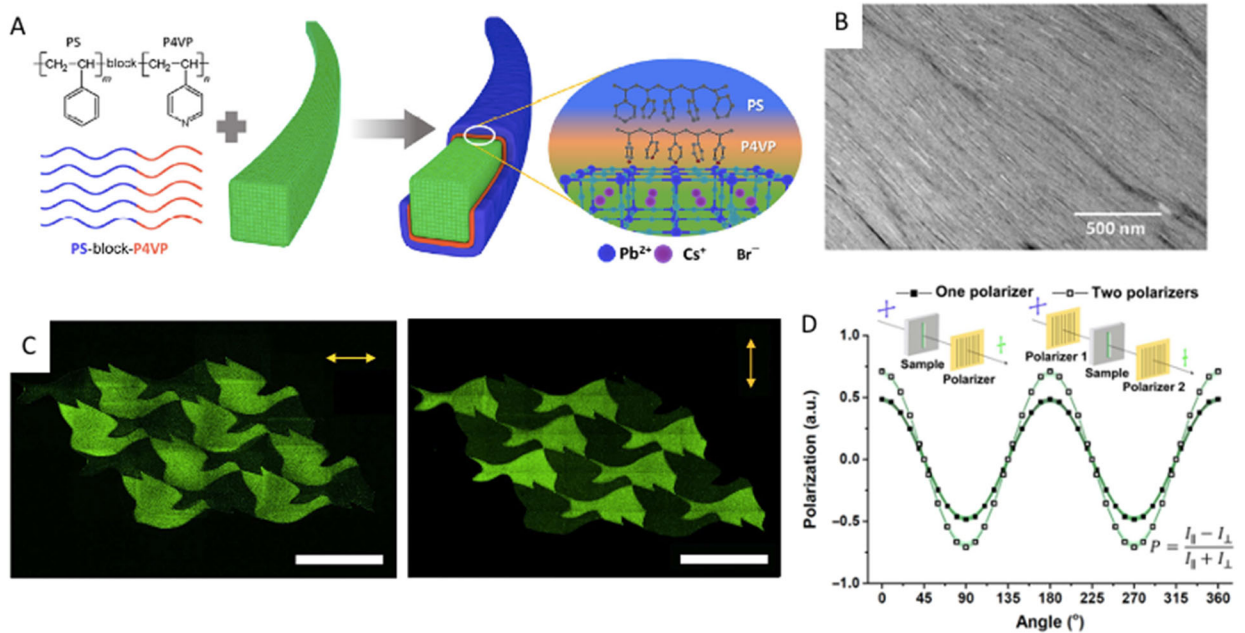 A
PS
P4VP
CH₂
CH
m
block
CH₂
CH
n
N
PS-block-P4VP
PS
P4VP
Pb²⁺
Cs⁺
Br⁻
B
500 nm
C
D
One polarizer
Two polarizers
Sample
Polarizer
Polarizer 1
Sample
Polarizer 2
Polarization (a.u.)
1.0
0.5
0.0
−0.5
−1.0
P = (I∥ − I⊥) / (I∥ + I⊥)
0 45 90 135 180 225 270 315 360
Angle (°)